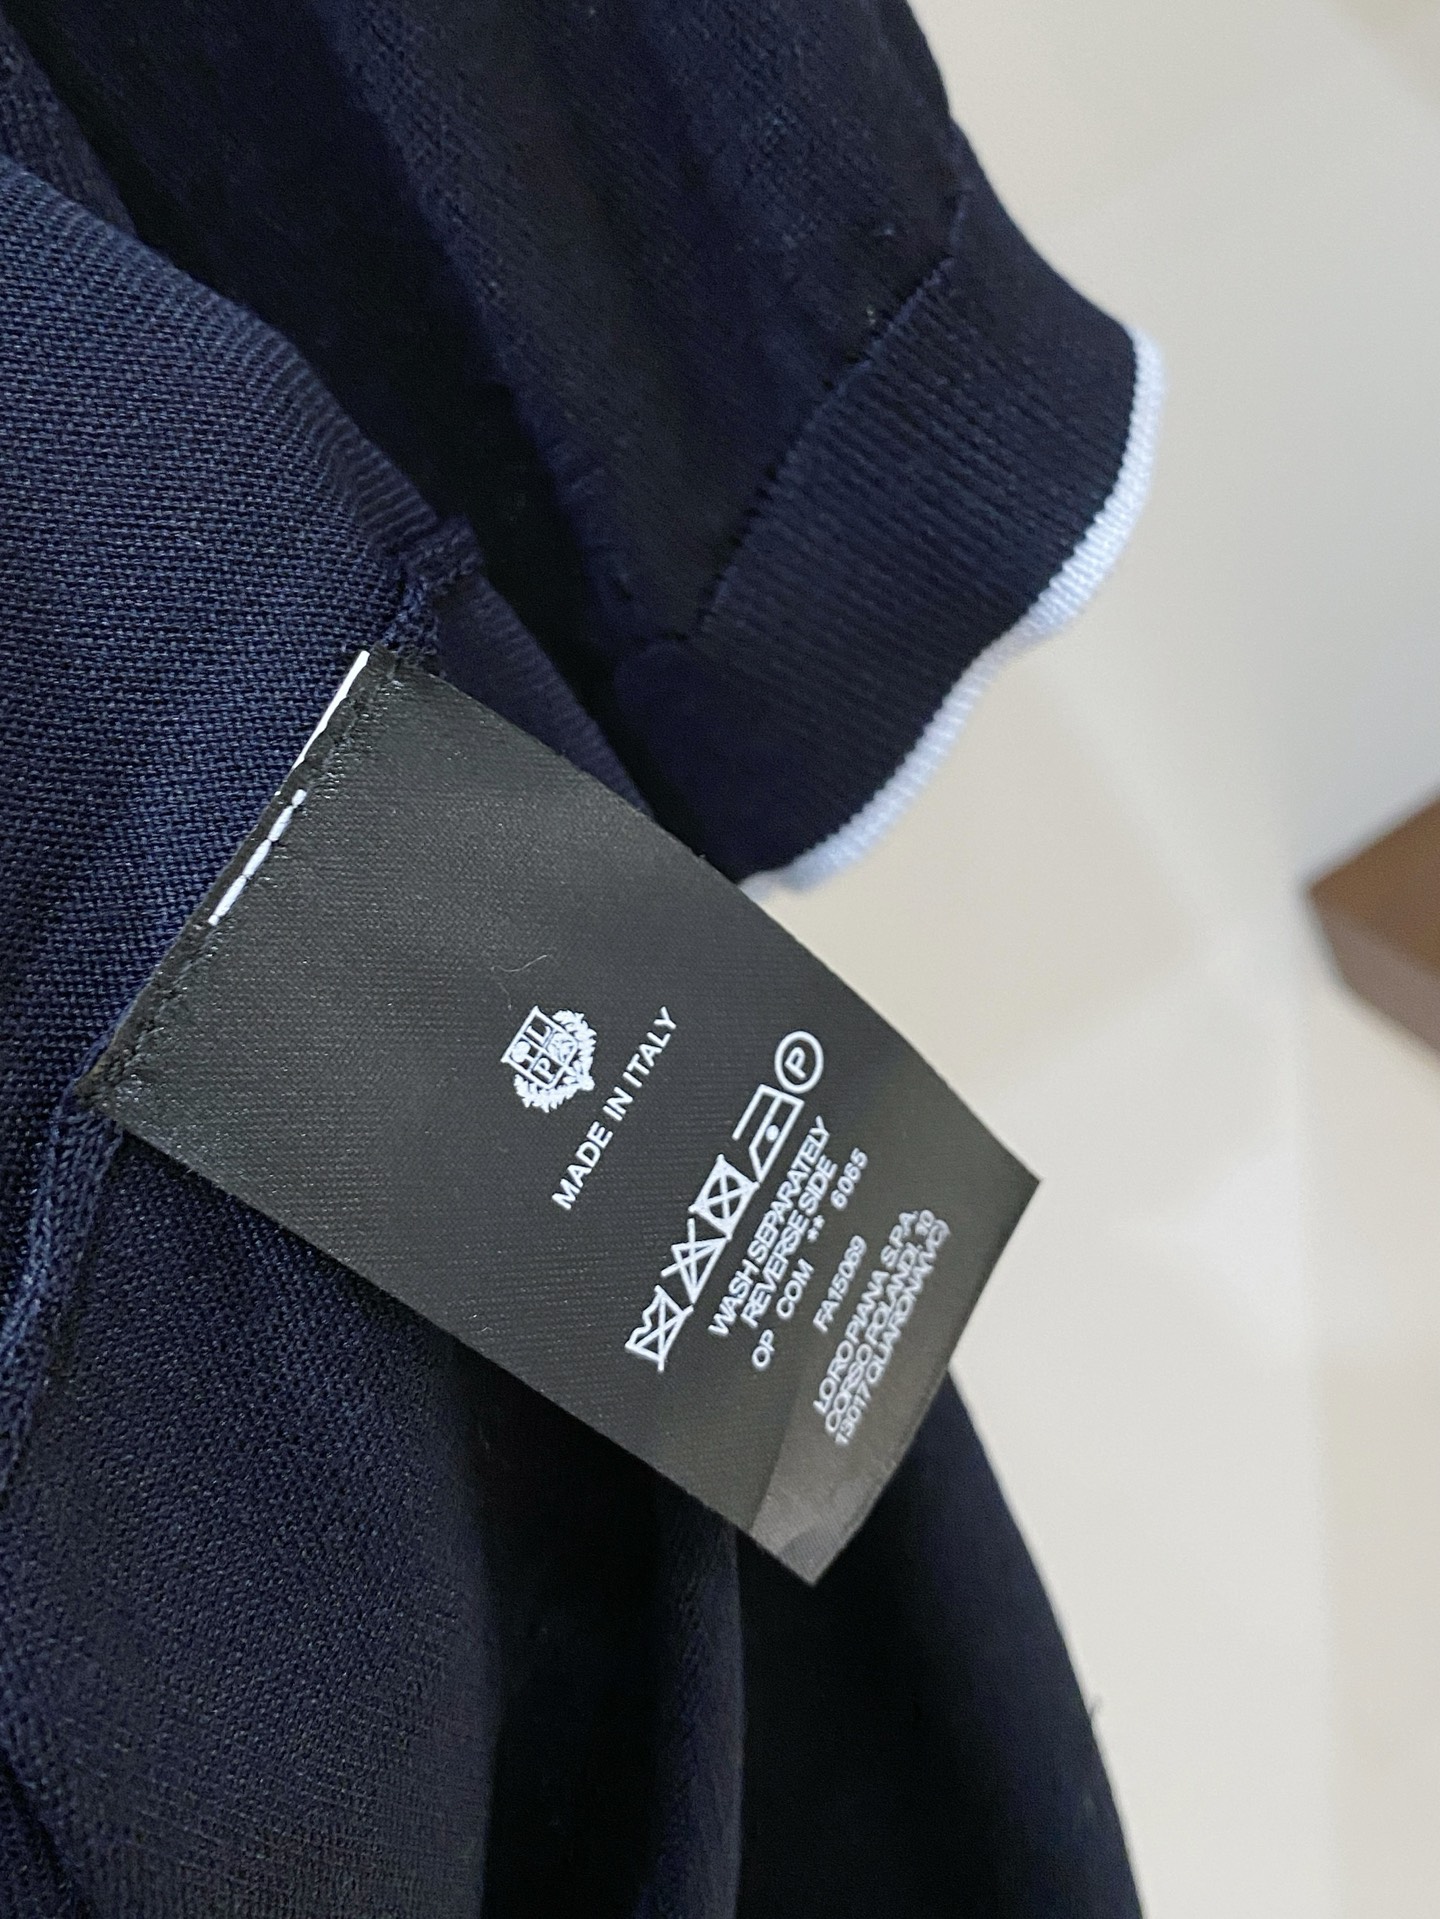 L
P
MADE IN ITALY
P
WASH SEPARATELY
REVERSE SIDE
OP COM ** 6065
FA15069
LORO PIANA S.P.A.
CORSO ROLANDI, 10
13017 QUARONA(VC)